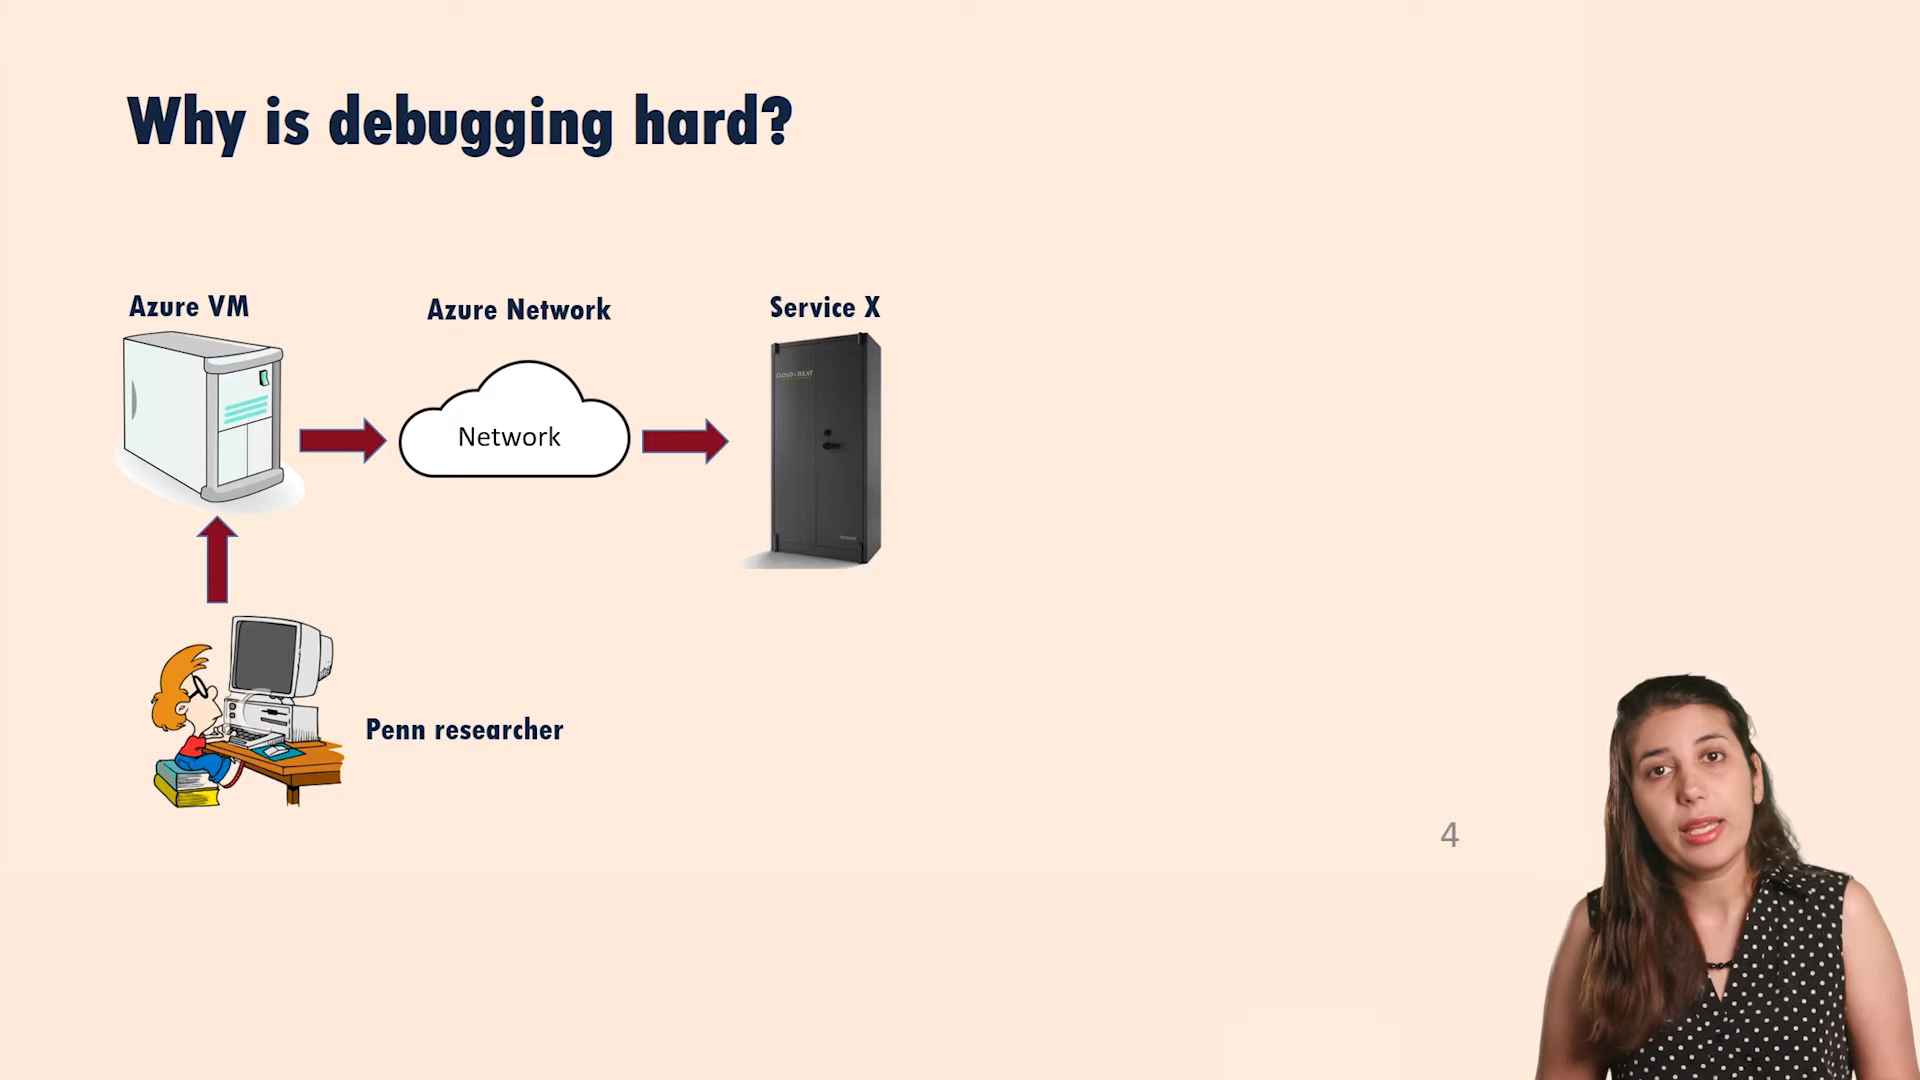 Why is debugging hard?
Azure VM
Azure Network
Service X
Network
Penn researcher
4